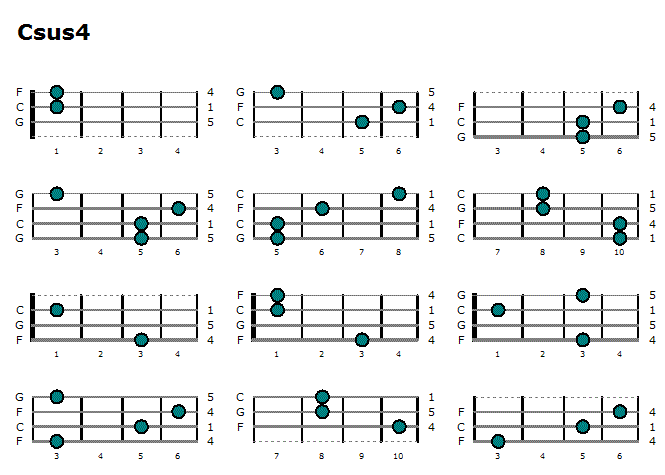 Csus4
F 4 G 5
C 1 F 4 F 4
G 5 C 1 C 1
G 5
1 2 3 4 3 4 5 6 3 4 5 6
G 5 C 1 C 1
F 4 F 4 G 5
C 1 C 1 F 4
G 5 G 5 C 1
3 4 5 6 5 6 7 8 7 8 9 10
F 4 G 5
C 1 C 1 C 1
G 5 G 5 G 5
F 4 F 4 F 4
1 2 3 4 1 2 3 4 1 2 3 4
G 5 C 1
F 4 G 5 F 4
C 1 F 4 C 1
F 4 F 4
3 4 5 6 7 8 9 10 3 4 5 6